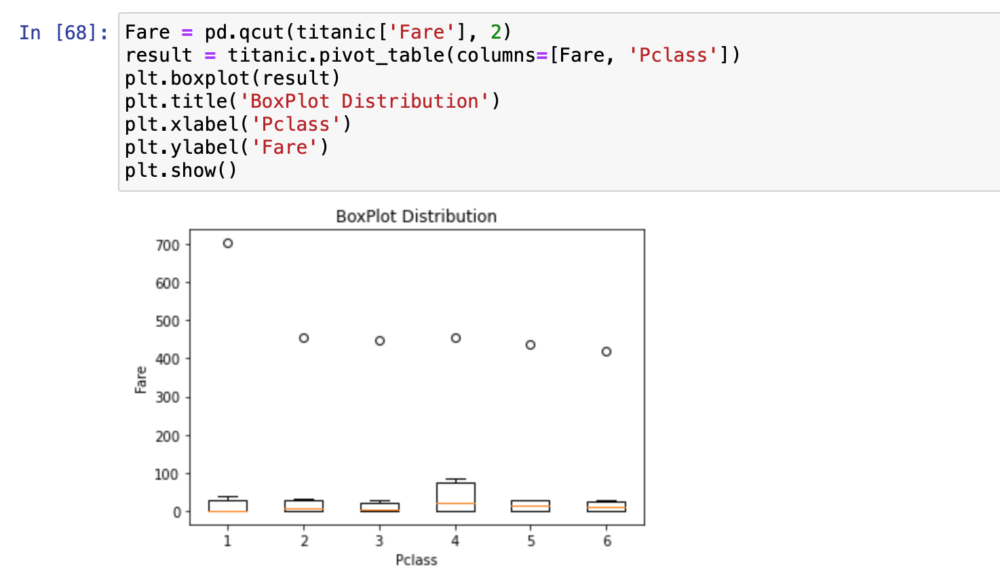 In [68]: Fare = pd.qcut(titanic['Fare'], 2)
result = titanic.pivot_table(columns=[Fare, 'Pclass'])
plt.boxplot(result)
plt.title('BoxPlot Distribution')
plt.xlabel('Pclass')
plt.ylabel('Fare')
plt.show()
BoxPlot Distribution
700
600
500
400
300
200
100
0
Fare
1 2 3 4 5 6
Pclass